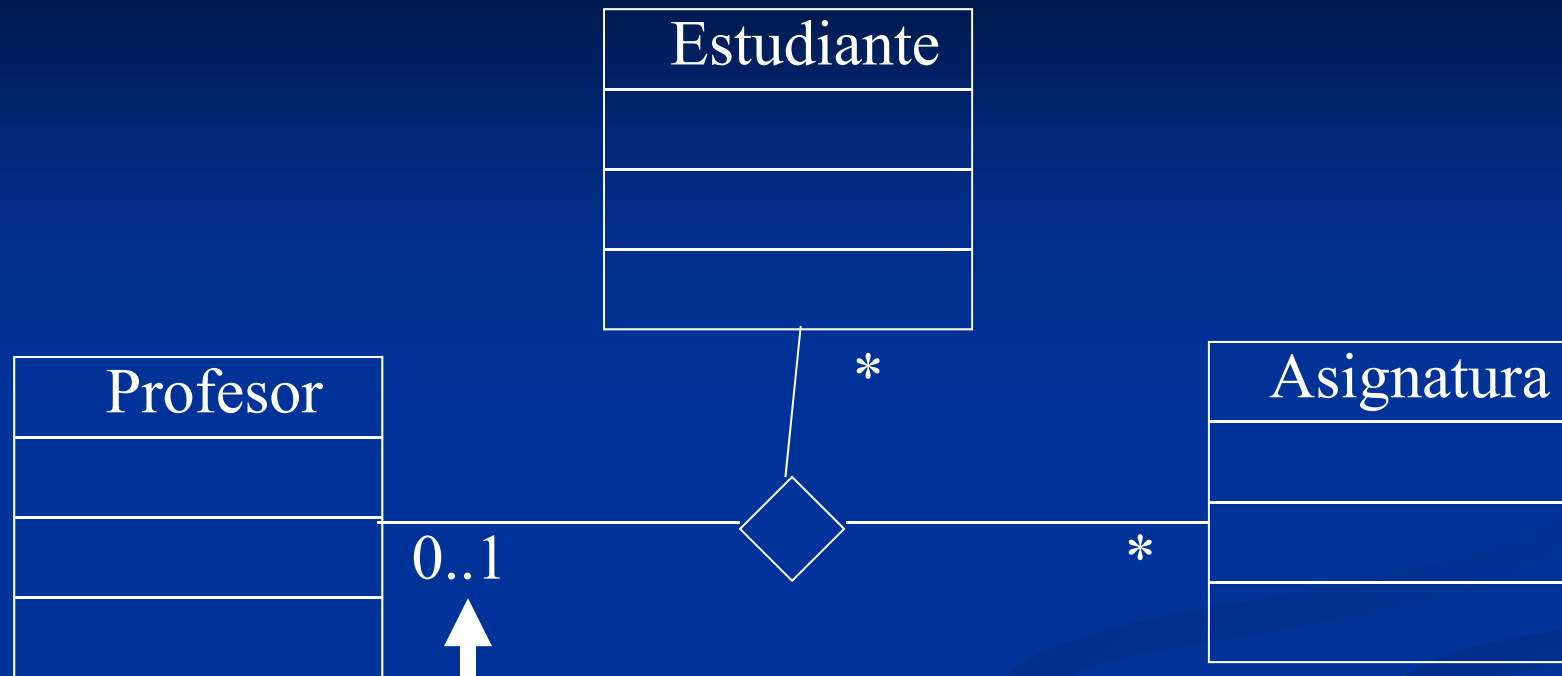 Estudiante
*
Profesor
Asignatura
0..1
*